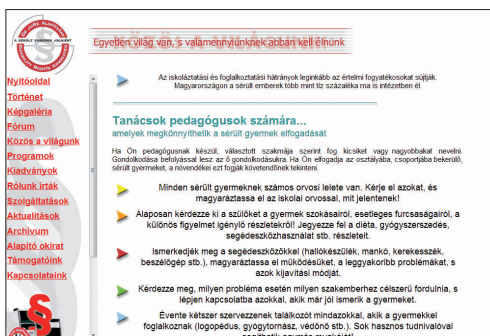 Egyetlen világ van, s valamennyiünknek abban kell élnünk
Nyitóoldal
Történet
Képgaléria
Fórum
Közös a világunk
Programok
Kiadványok
Rólunk írták
Szolgáltatások
Aktualitások
Archivum
Alapító okirat
Támogatóink
Kapcsolataink
Az iskoláztatási és foglalkoztatási hátrányok leginkább az értelmi fogyatékosokat sújtják.
Magyarországon a sérült emberek több mint tíz százaléka ma is intézetben él.
Tanácsok pedagógusok számára...
amelyek megkönnyíthetik a sérült gyermek elfogadását
Ha Ön pedagógusnak készül, választott szakmája szerint fog kicsiket vagy nagyobbakat nevelni.
Gondolkodása befolyással lesz az ő gondolkodásukra. Ha Ön elfogadja az osztályába, csoportjába bekerülő,
sérült gyermeket, a növendékei ezt fogják követendőnek tekinteni.
Minden sérült gyermeknek számos orvosi lelete van. Kérje el azokat, és
magyaráztassa el az iskolai orvossal, mit jelentenek!
Alaposan kérdezze ki a szülőket a gyermek szokásairól, esetleges furcsaságairól, a
különös figyelmet igénylő részletekről! Jegyezze fel a diéta, gyógyszerszedés,
segédeszközhasználat stb. részleteit.
Ismerkedjék meg a segédeszközökkel (hallókészülék, mankó, kerekesszék,
beszélőgép stb.), magyaráztassa el működésüket, a leggyakoribb problémákat, s
azok kijavítási módját.
Kérdezze meg, milyen probléma esetén milyen szakemberhez célszerű fordulnia, s
lépjen kapcsolatba azokkal, akik már jól ismerik a gyermeket.
Évente kétszer szervezzenek találkozót mindazokkal, akik a gyermekkel
foglalkoznak (logopédus, gyógytornász, védőnő stb.). Sok hasznos tudnivalóval